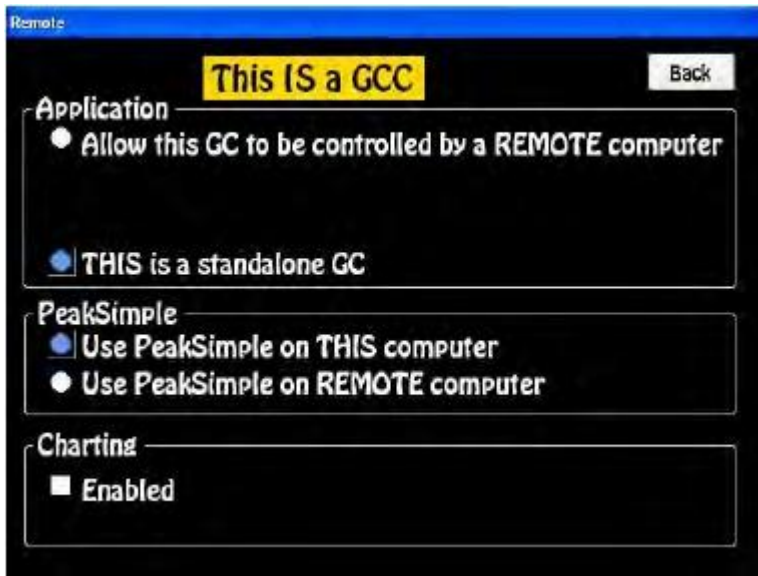 Remote
This IS a GCC
Back
Application
Allow this GC to be controlled by a REMOTE computer
THIS is a standalone GC
PeakSimple
Use PeakSimple on THIS computer
Use PeakSimple on REMOTE computer
Charting
Enabled